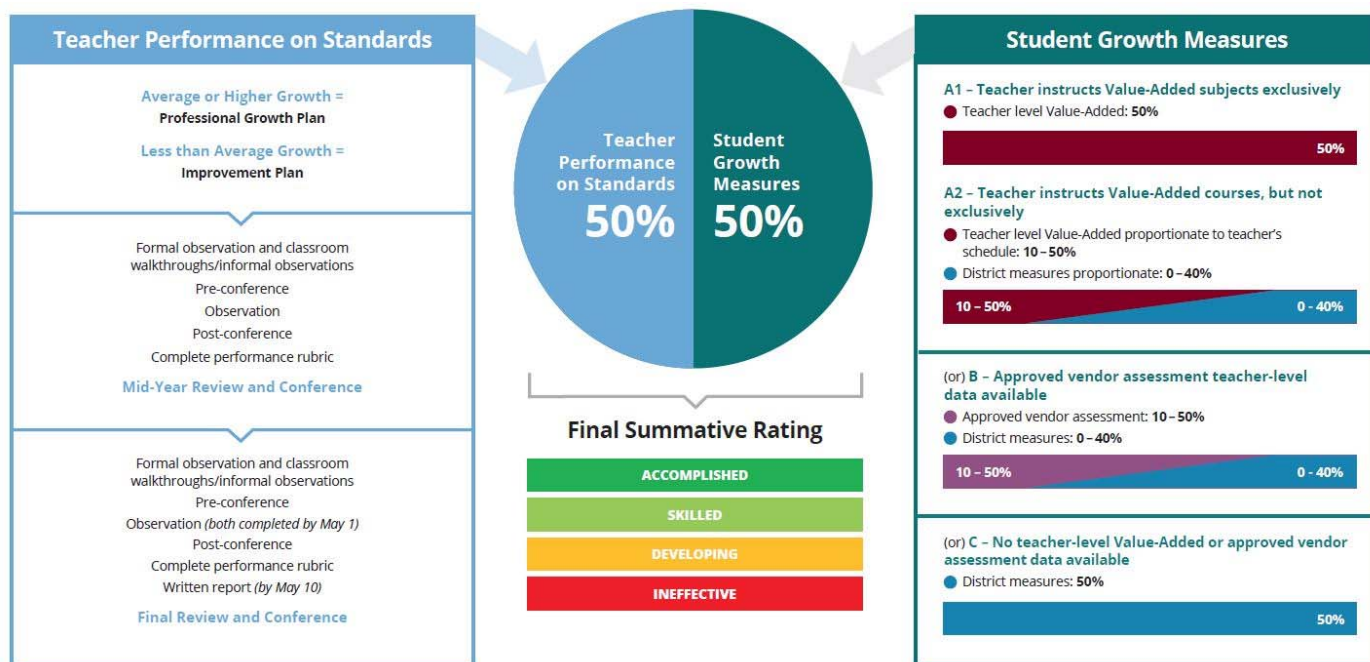 Teacher Performance on Standards
Average or Higher Growth =
Professional Growth Plan
Less than Average Growth =
Improvement Plan
Formal observation and classroom
walkthroughs/informal observations
Pre-conference
Observation
Post-conference
Complete performance rubric
Mid-Year Review and Conference
Formal observation and classroom
walkthroughs/informal observations
Pre-conference
Observation (both completed by May 1)
Post-conference
Complete performance rubric
Written report (by May 10)
Final Review and Conference
Teacher
Performance
on Standards
50%
Student
Growth
Measures
50%
Final Summative Rating
ACCOMPLISHED
SKILLED
DEVELOPING
INEFFECTIVE
Student Growth Measures
A1 – Teacher instructs Value-Added subjects exclusively
Teacher level Value-Added: 50%
50%
A2 – Teacher instructs Value-Added courses, but not
exclusively
Teacher level Value-Added proportionate to teacher's
schedule: 10 – 50%
District measures proportionate: 0 – 40%
10 – 50% 0 - 40%
(or) B – Approved vendor assessment teacher-level
data available
Approved vendor assessment: 10 – 50%
District measures: 0 – 40%
10 – 50% 0 - 40%
(or) C – No teacher-level Value-Added or approved vendor
assessment data available
District measures: 50%
50%